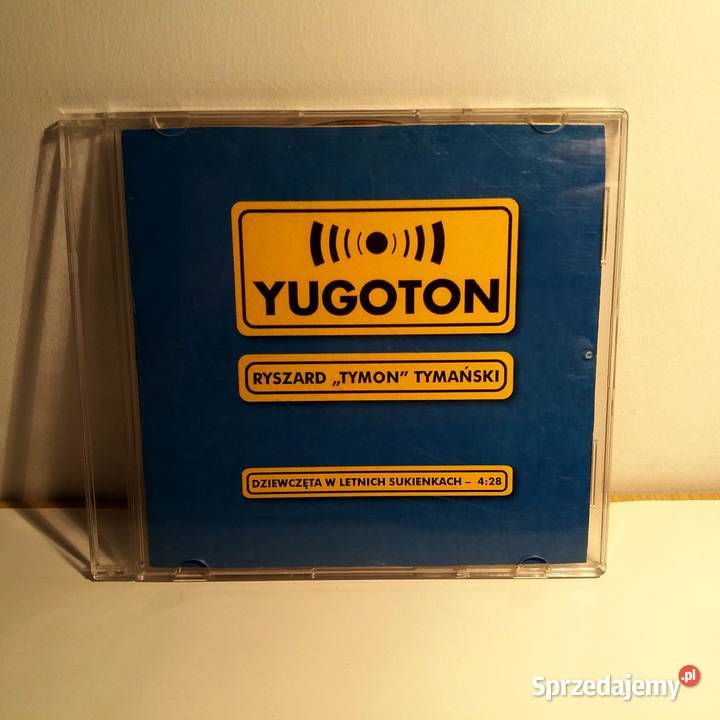 YUGOTON
RYSZARD „TYMON” TYMAŃSKI
DZIEWCZĘTA W LETNICH SUKIENKACH – 4:28
Sprzedajemy.pl